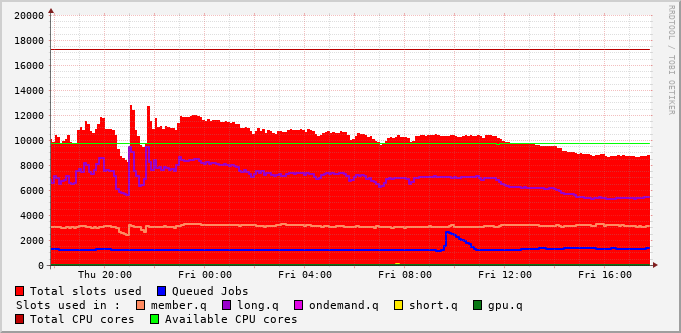 20000
18000
16000
14000
12000
10000
8000
6000
4000
2000
0
Thu 20:00 Fri 00:00 Fri 04:00 Fri 08:00 Fri 12:00 Fri 16:00
RRDTOOL / TOBI OETIKER
Total slots used Queued Jobs
Slots used in : member.q long.q ondemand.q short.q gpu.q
Total CPU cores Available CPU cores